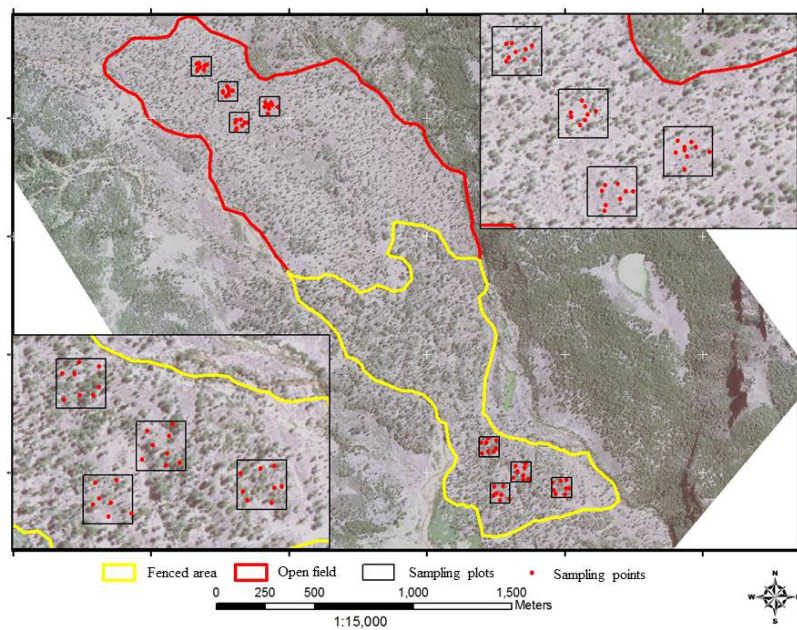 Fenced area Open field Sampling plots Sampling points
0 250 500 1,000 1,500
Meters
1:15,000
N
W
S